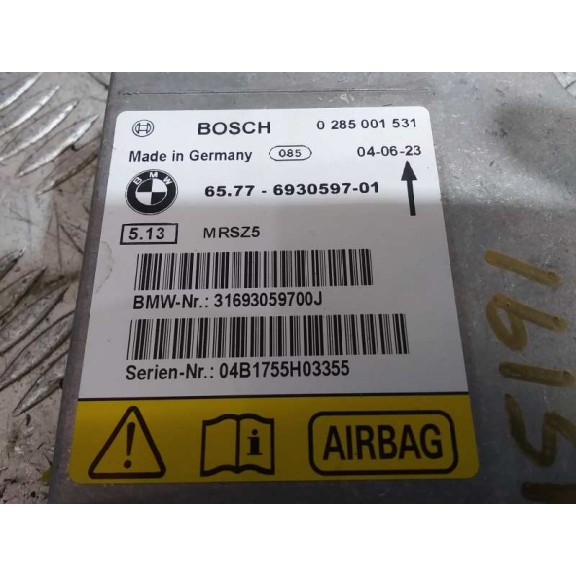 BOSCH 0 285 001 531
Made in Germany 085 04-06-23
BMW 65.77 - 6930597-01
5.13 MRSZ5
BMW-Nr.: 31693059700J
Serien-Nr.: 04B1755H03355
i AIRBAG
15191